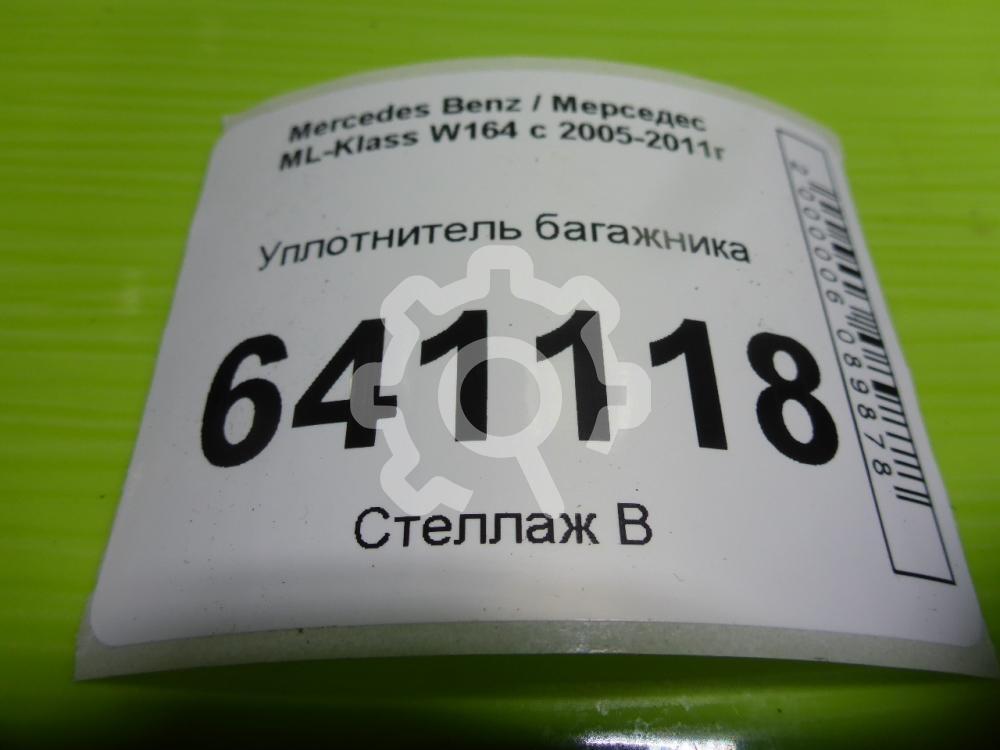 Mercedes Benz / Мерседес
ML-Klass W164 с 2005-2011г
Уплотнитель багажника
641118
Стеллаж В
2000006089878